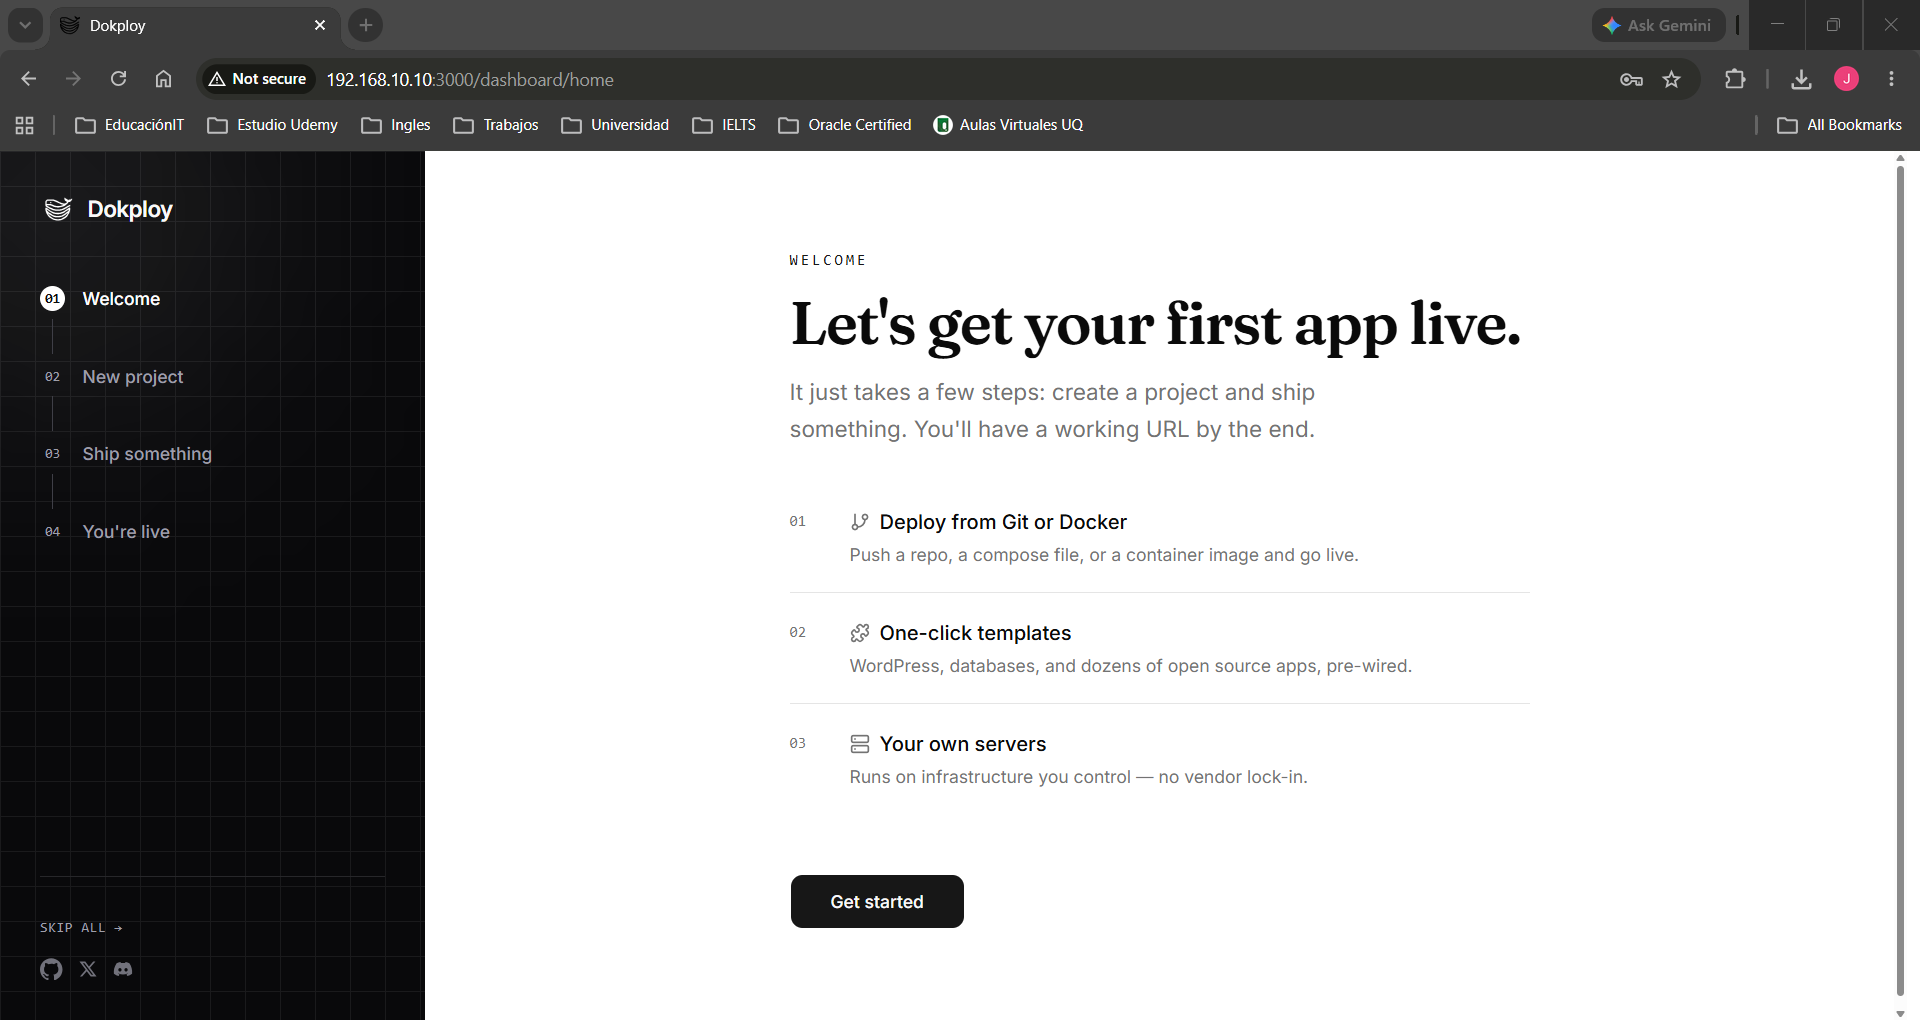 Dokploy
Ask Gemini
Not secure
192.168.10.10:3000/dashboard/home
J
EducaciónIT
Estudio Udemy
Ingles
Trabajos
Universidad
IELTS
Oracle Certified
Aulas Virtuales UQ
All Bookmarks
Dokploy
01 Welcome
02 New project
03 Ship something
04 You're live
SKIP ALL →
WELCOME
Let's get your first app live.
It just takes a few steps: create a project and ship
something. You'll have a working URL by the end.
01 Deploy from Git or Docker
Push a repo, a compose file, or a container image and go live.
02 One-click templates
WordPress, databases, and dozens of open source apps, pre-wired.
03 Your own servers
Runs on infrastructure you control — no vendor lock-in.
Get started